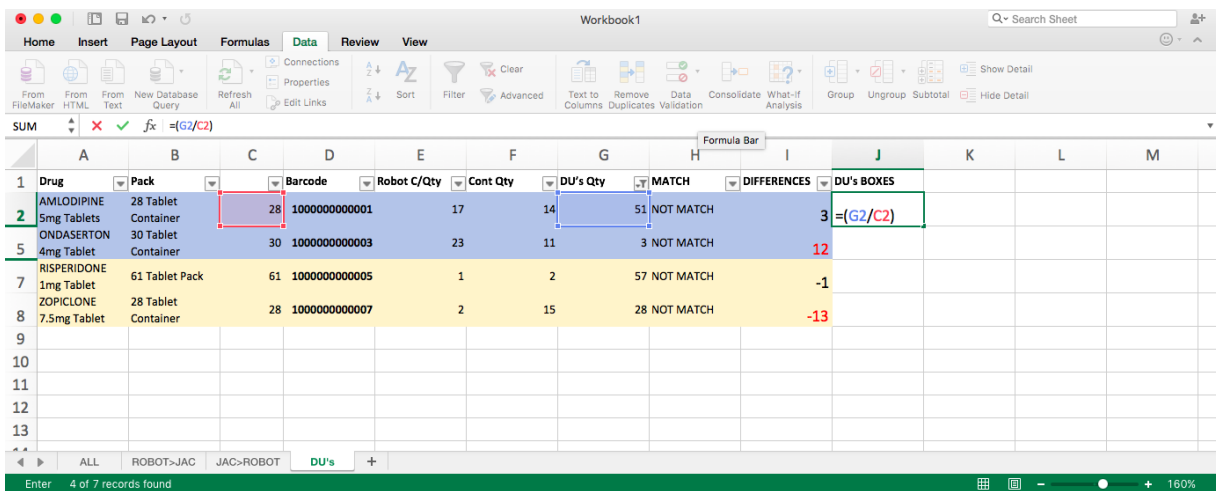 Workbook1
Search Sheet
Home Insert Page Layout Formulas Data Review View
From FileMaker
From HTML
From Text
New Database Query
Refresh All
Connections
Properties
Edit Links
Sort
Filter
Clear
Advanced
Text to Columns
Remove Duplicates
Data Validation
Consolidate
What-If Analysis
Group
Ungroup
Subtotal
Show Detail
Hide Detail
SUM fx =(G2/C2)
Formula Bar
A B C D E F G H I J K L M
1 Drug Pack Barcode Robot C/Qty Cont Qty DU's Qty MATCH DIFFERENCES DU's BOXES
2 AMLODIPINE 5mg Tablets 28 Tablet Container 28 1000000000001 17 14 51 NOT MATCH 3 =(G2/C2)
5 ONDASERTON 4mg Tablet 30 Tablet Container 30 1000000000003 23 11 3 NOT MATCH 12
7 RISPERIDONE 1mg Tablet 61 Tablet Pack 61 1000000000005 1 2 57 NOT MATCH -1
8 ZOPICLONE 7.5mg Tablet 28 Tablet Container 28 1000000000007 2 15 28 NOT MATCH -13
9
10
11
12
13
ALL ROBOT>JAC JAC>ROBOT DU's +
Enter 4 of 7 records found 160%